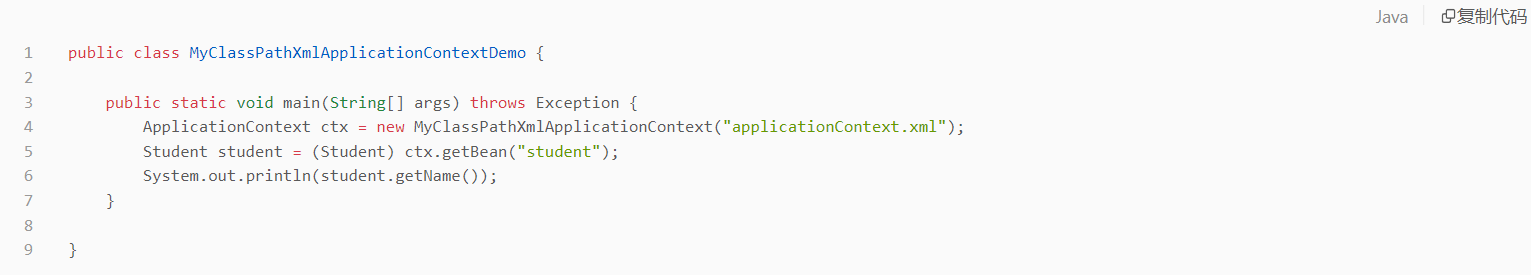 Java 复制代码
1 public class MyClassPathXmlApplicationContextDemo {
2
3     public static void main(String[] args) throws Exception {
4         ApplicationContext ctx = new MyClassPathXmlApplicationContext("applicationContext.xml");
5         Student student = (Student) ctx.getBean("student");
6         System.out.println(student.getName());
7     }
8
9 }